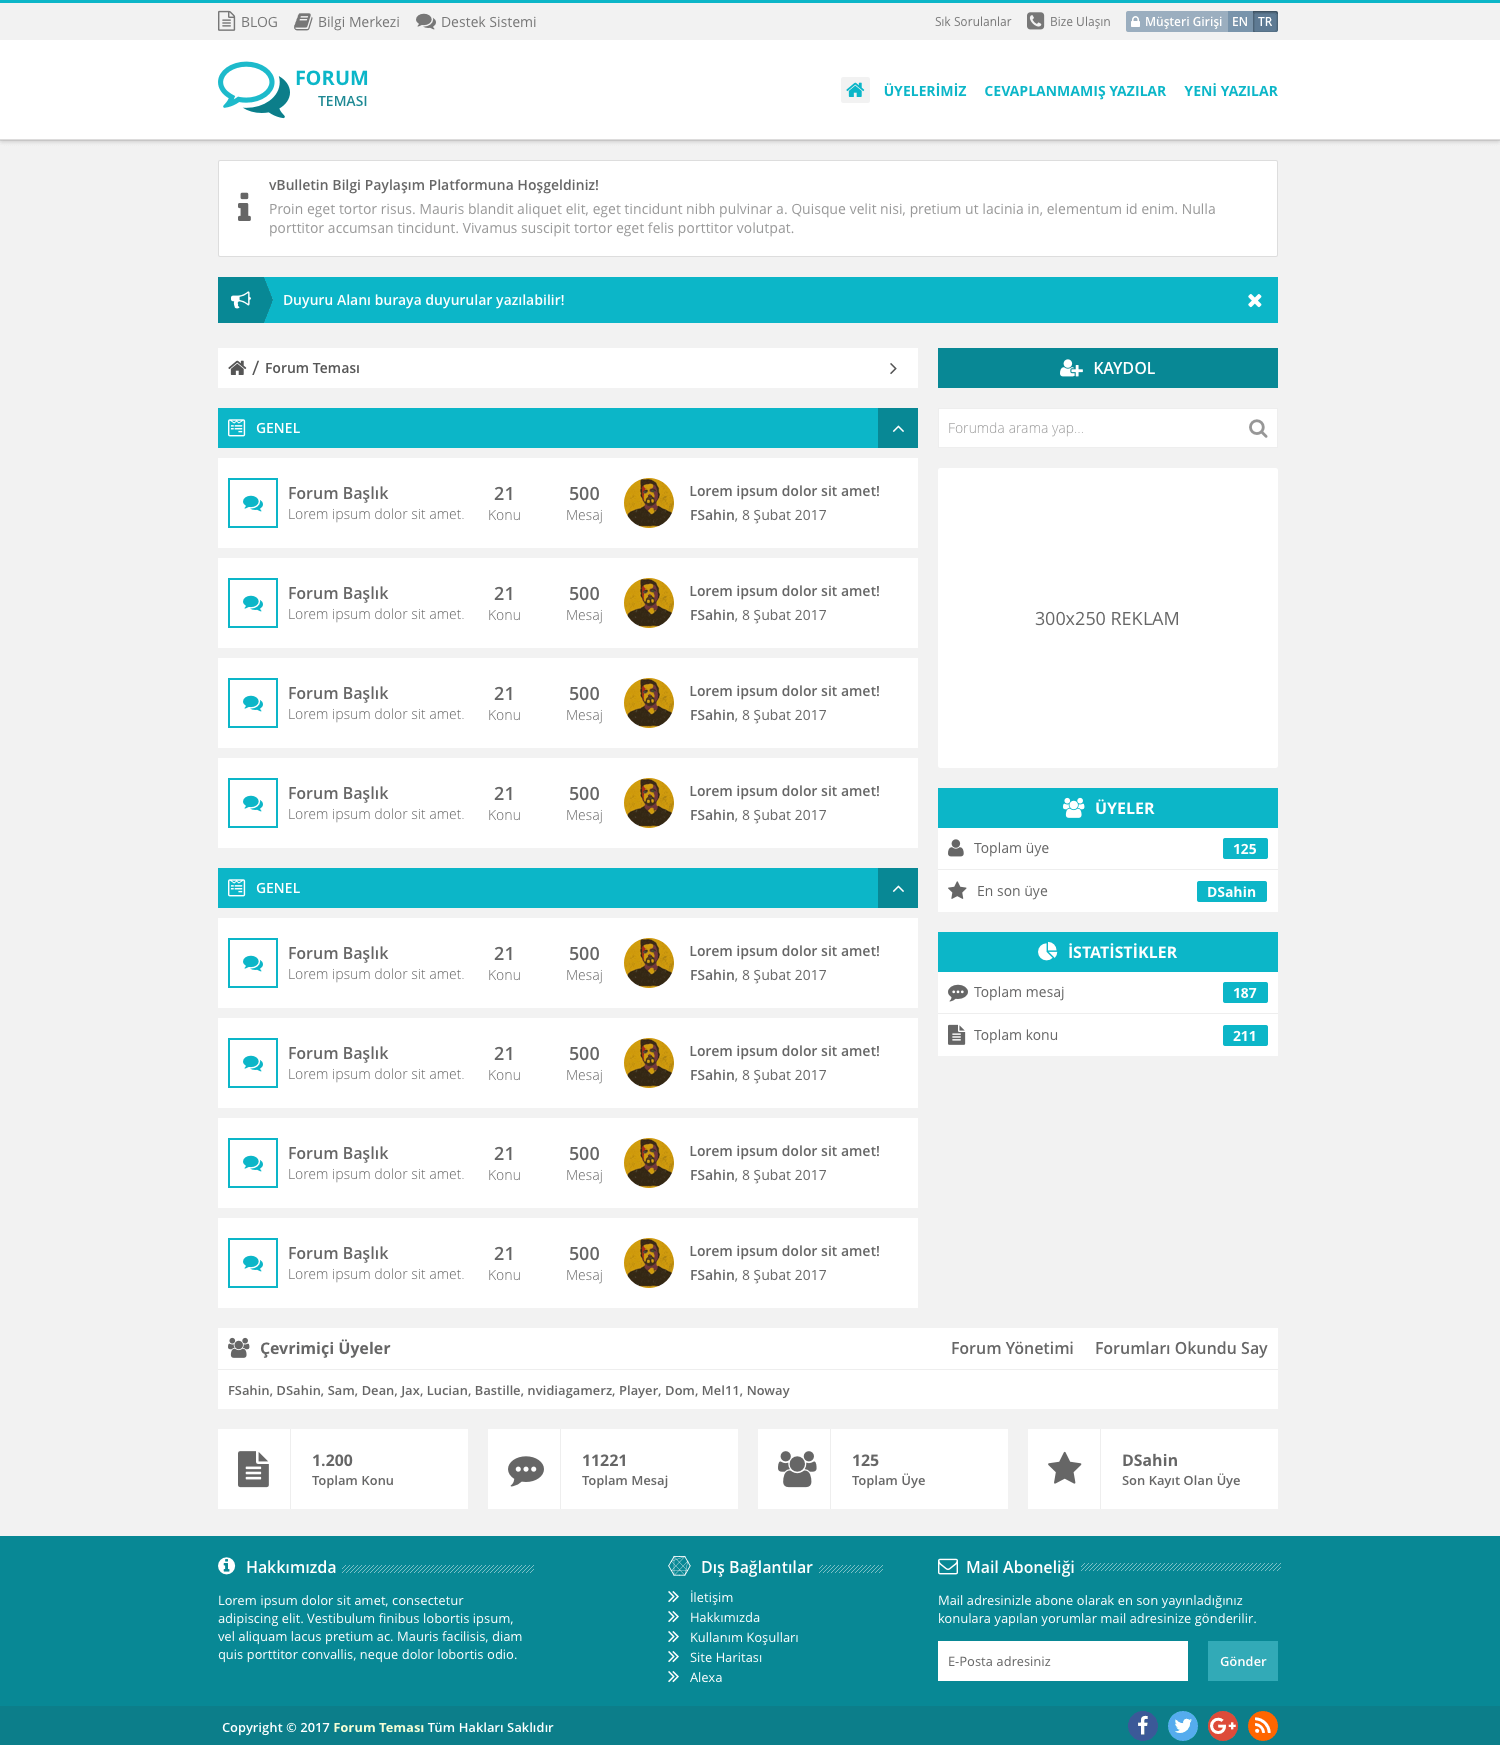 BLOG Bilgi Merkezi Destek Sistemi Sık Sorulanlar Bize Ulaşın Müşteri Girişi EN TR
FORUM
TEMASI
ÜYELERİMİZ CEVAPLANMAMIŞ YAZILAR YENİ YAZILAR
vBulletin Bilgi Paylaşım Platformuna Hoşgeldiniz!
Proin eget tortor risus. Mauris blandit aliquet elit, eget tincidunt nibh pulvinar a. Quisque velit nisi, pretium ut lacinia in, elementum id enim. Nulla
porttitor accumsan tincidunt. Vivamus suscipit tortor eget felis porttitor volutpat.
Duyuru Alanı buraya duyurular yazılabilir!
/ Forum Teması
GENEL
Forum Başlık 21 500 Lorem ipsum dolor sit amet!
Lorem ipsum dolor sit amet. Konu Mesaj FSahin, 8 Şubat 2017
Forum Başlık 21 500 Lorem ipsum dolor sit amet!
Lorem ipsum dolor sit amet. Konu Mesaj FSahin, 8 Şubat 2017
Forum Başlık 21 500 Lorem ipsum dolor sit amet!
Lorem ipsum dolor sit amet. Konu Mesaj FSahin, 8 Şubat 2017
Forum Başlık 21 500 Lorem ipsum dolor sit amet!
Lorem ipsum dolor sit amet. Konu Mesaj FSahin, 8 Şubat 2017
GENEL
Forum Başlık 21 500 Lorem ipsum dolor sit amet!
Lorem ipsum dolor sit amet. Konu Mesaj FSahin, 8 Şubat 2017
Forum Başlık 21 500 Lorem ipsum dolor sit amet!
Lorem ipsum dolor sit amet. Konu Mesaj FSahin, 8 Şubat 2017
Forum Başlık 21 500 Lorem ipsum dolor sit amet!
Lorem ipsum dolor sit amet. Konu Mesaj FSahin, 8 Şubat 2017
Forum Başlık 21 500 Lorem ipsum dolor sit amet!
Lorem ipsum dolor sit amet. Konu Mesaj FSahin, 8 Şubat 2017
KAYDOL
Forumda arama yap...
300x250 REKLAM
ÜYELER
Toplam üye 125
En son üye DSahin
İSTATİSTİKLER
Toplam mesaj 187
Toplam konu 211
Çevrimiçi Üyeler Forum Yönetimi Forumları Okundu Say
FSahin, DSahin, Sam, Dean, Jax, Lucian, Bastille, nvidiagamerz, Player, Dom, Mel11, Noway
1.200
Toplam Konu
11221
Toplam Mesaj
125
Toplam Üye
DSahin
Son Kayıt Olan Üye
Hakkımızda
Lorem ipsum dolor sit amet, consectetur
adipiscing elit. Vestibulum finibus lobortis ipsum,
vel aliquam lacus pretium ac. Mauris facilisis, diam
quis porttitor convallis, neque dolor lobortis odio.
Dış Bağlantılar
İletişim
Hakkımızda
Kullanım Koşulları
Site Haritası
Alexa
Mail Aboneliği
Mail adresinizle abone olarak en son yayınladığınız
konulara yapılan yorumlar mail adresinize gönderilir.
E-Posta adresiniz Gönder
Copyright © 2017 Forum Teması Tüm Hakları Saklıdır